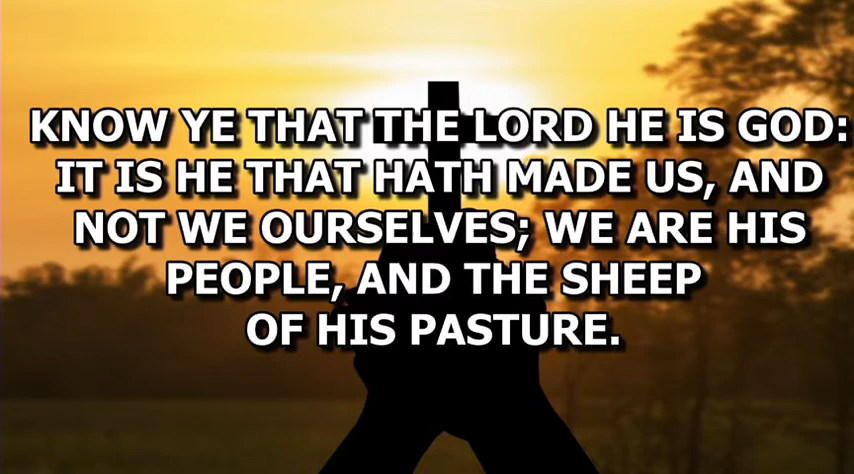 KNOW YE THAT THE LORD HE IS GOD:
IT IS HE THAT HATH MADE US, AND
NOT WE OURSELVES; WE ARE HIS
PEOPLE, AND THE SHEEP
OF HIS PASTURE.